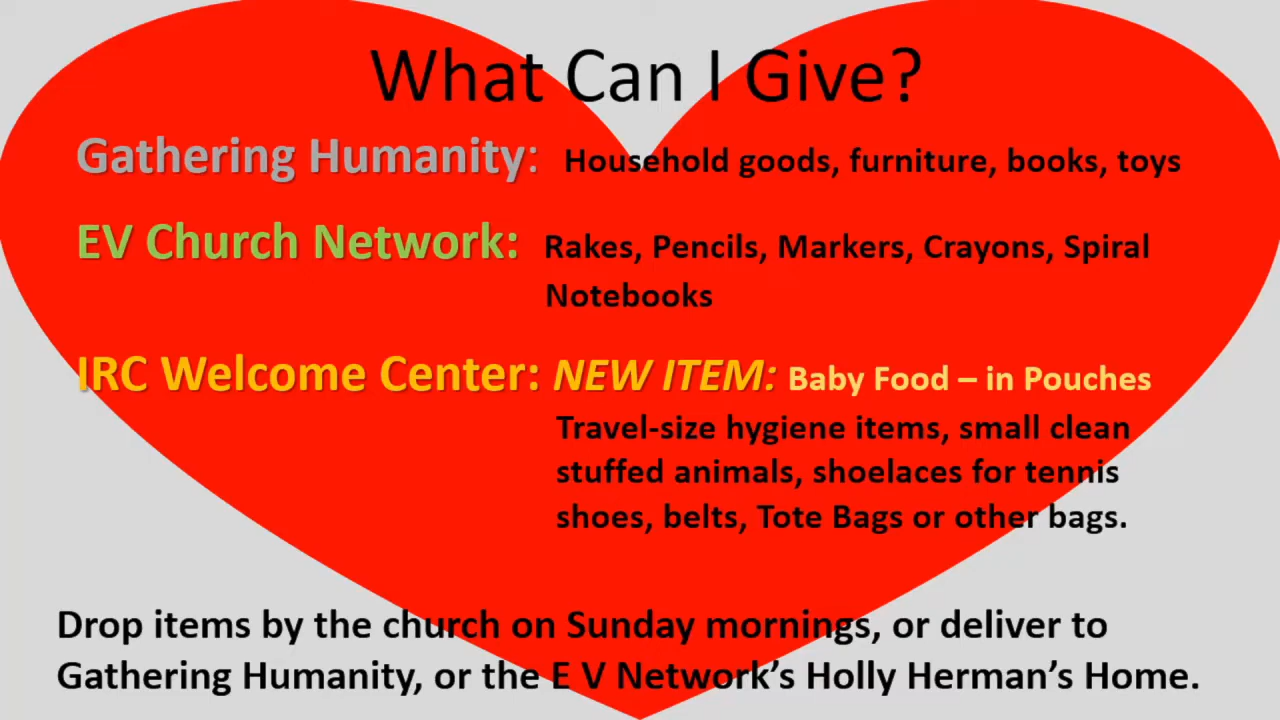 What Can I Give?
Gathering Humanity: Household goods, furniture, books, toys
EV Church Network: Rakes, Pencils, Markers, Crayons, Spiral
Notebooks
IRC Welcome Center: NEW ITEM: Baby Food – in Pouches
Travel-size hygiene items, small clean
stuffed animals, shoelaces for tennis
shoes, belts, Tote Bags or other bags.
Drop items by the church on Sunday mornings, or deliver to
Gathering Humanity, or the E V Network’s Holly Herman’s Home.